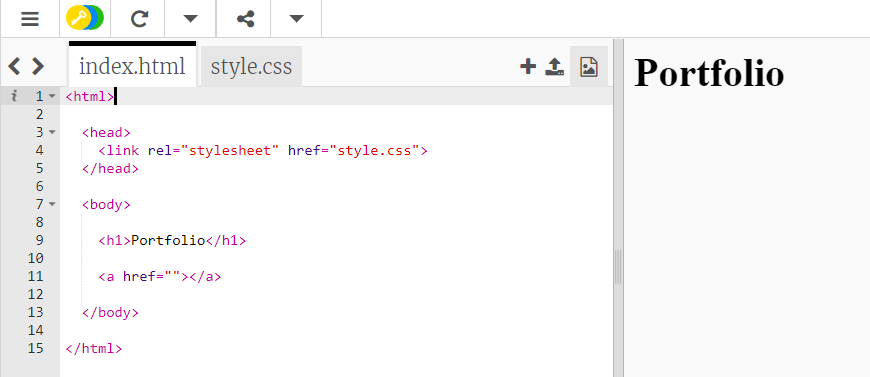 index.html style.css
i 1 <html>
2
3 <head>
4 <link rel="stylesheet" href="style.css">
5 </head>
6
7 <body>
8
9 <h1>Portfolio</h1>
10
11 <a href=""></a>
12
13 </body>
14
15 </html>
Portfolio